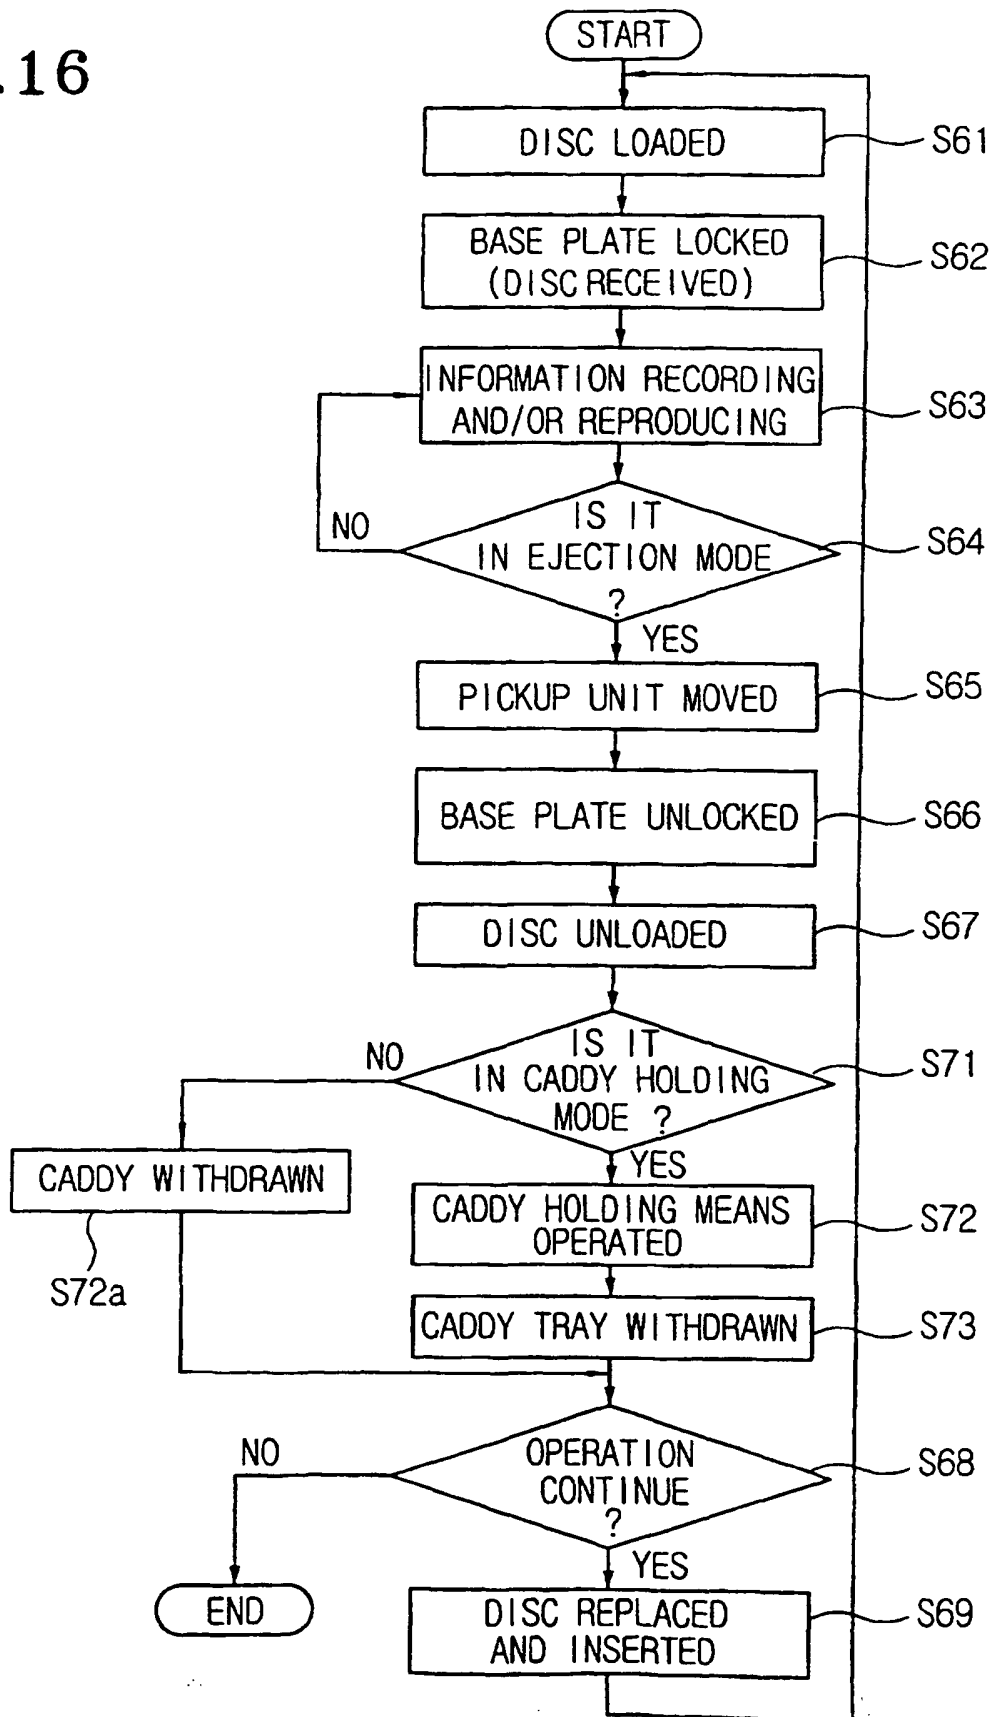 .16
START
DISC LOADED
S61
BASE PLATE LOCKED
(DISC RECEIVED)
S62
INFORMATION RECORDING
AND/OR REPRODUCING
S63
IS IT
IN EJECTION MODE
?
S64
NO
YES
PICKUP UNIT MOVED
S65
BASE PLATE UNLOCKED
S66
DISC UNLOADED
S67
IS IT
IN CADDY HOLDING
MODE ?
S71
NO
YES
CADDY WITHDRAWN
S72a
CADDY HOLDING MEANS
OPERATED
S72
CADDY TRAY WITHDRAWN
S73
OPERATION
CONTINUE
?
S68
NO
YES
END
DISC REPLACED
AND INSERTED
S69